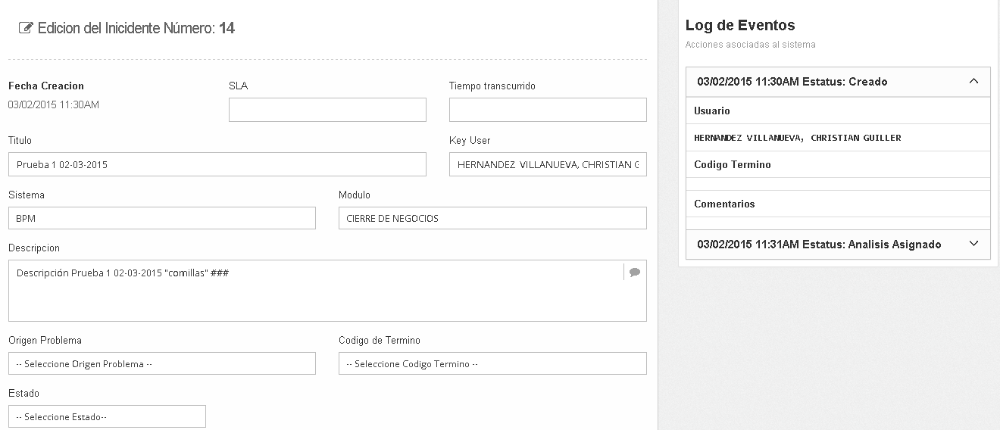 Edicion del Inicidente Número: 14
Fecha Creacion
03/02/2015 11:30AM
SLA
Tiempo transcurrido
Titulo
Prueba 1 02-03-2015
Key User
HERNANDEZ VILLANUEVA, CHRISTIAN G
Sistema
BPM
Modulo
CIERRE DE NEGOCIOS
Descripcion
Descripción Prueba 1 02-03-2015 "comillas" ###
Origen Problema
-- Seleccione Origen Problema --
Codigo de Termino
-- Seleccione Codigo Termino --
Estado
-- Seleccione Estado--
Log de Eventos
Acciones asociadas al sistema
03/02/2015 11:30AM Estatus: Creado
Usuario
HERNANDEZ VILLANUEVA, CHRISTIAN GUILLER
Codigo Termino
Comentarios
03/02/2015 11:31AM Estatus: Analisis Asignado